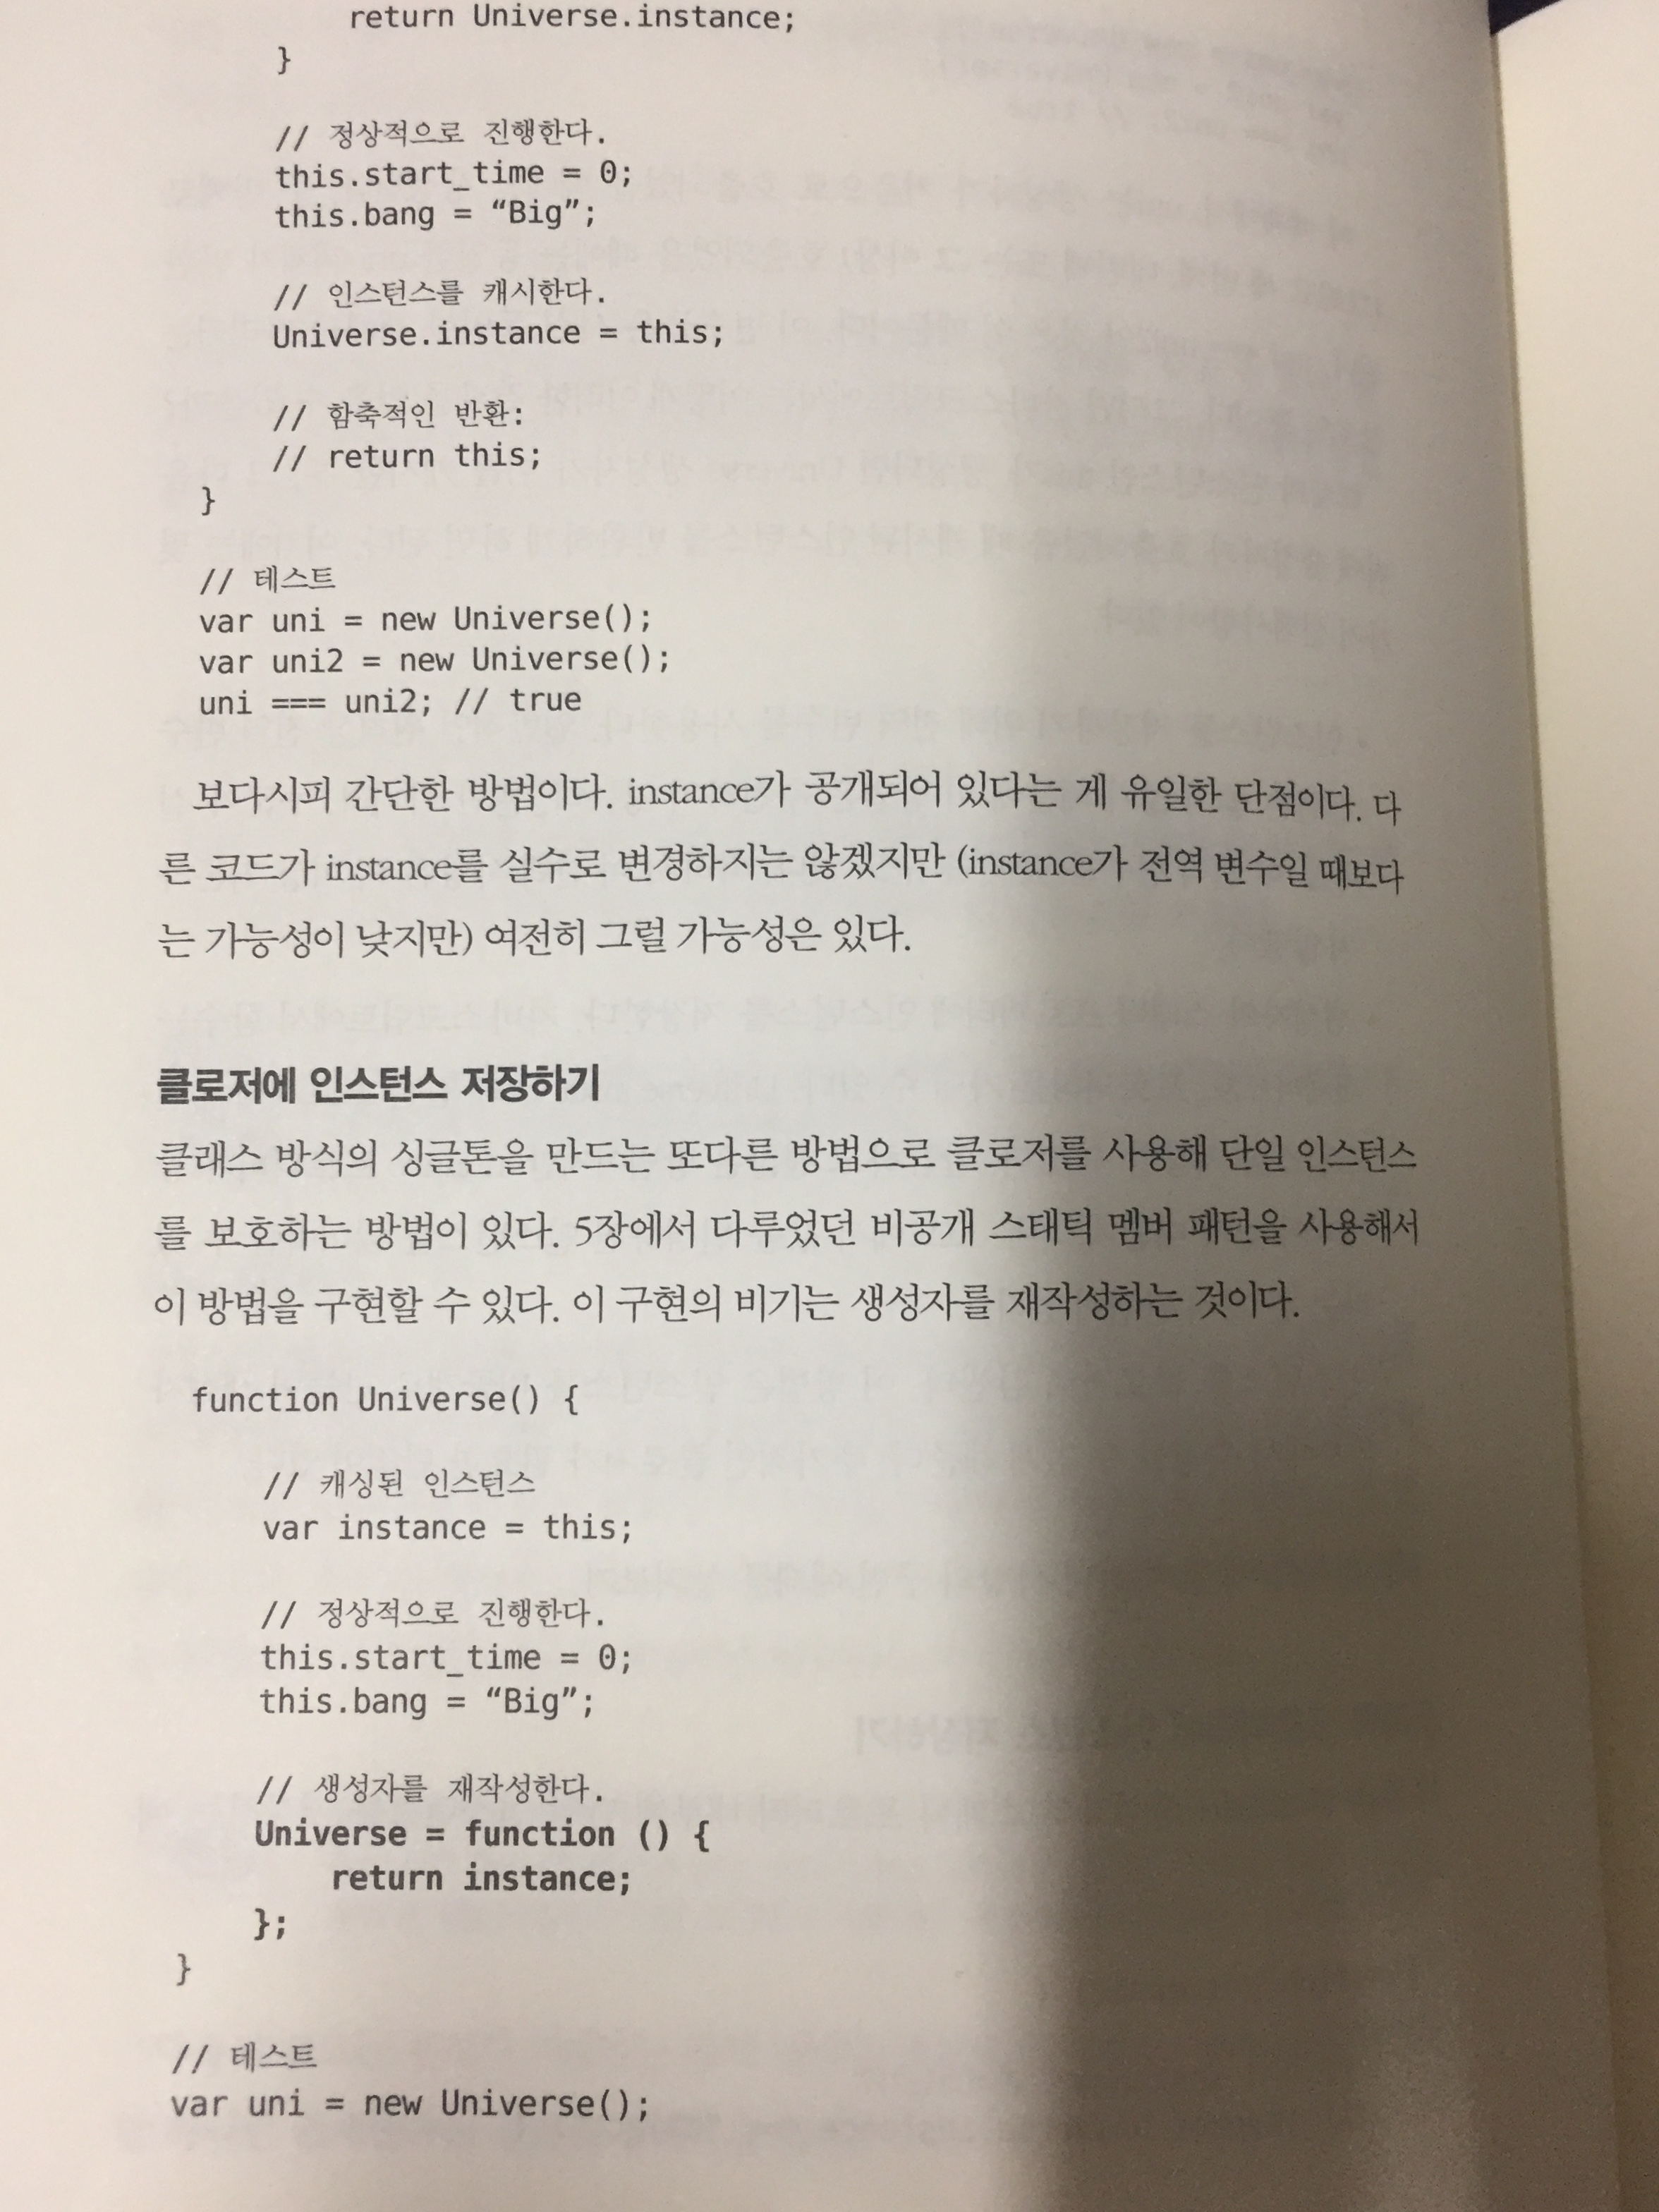 return Universe.instance;
}
// 정상적으로 진행한다.
this.start_time = 0;
this.bang = “Big”;
// 인스턴스를 캐시한다.
Universe.instance = this;
// 함축적인 반환:
// return this;
}
// 테스트
var uni = new Universe();
var uni2 = new Universe();
uni === uni2; // true
보다시피 간단한 방법이다. instance가 공개되어 있다는 게 유일한 단점이다. 다
른 코드가 instance를 실수로 변경하지는 않겠지만 (instance가 전역 변수일 때보다
는 가능성이 낮지만) 여전히 그럴 가능성은 있다.
클로저에 인스턴스 저장하기
클래스 방식의 싱글톤을 만드는 또다른 방법으로 클로저를 사용해 단일 인스턴스
를 보호하는 방법이 있다. 5장에서 다루었던 비공개 스태틱 멤버 패턴을 사용해서
이 방법을 구현할 수 있다. 이 구현의 비기는 생성자를 재작성하는 것이다.
function Universe() {
// 캐싱된 인스턴스
var instance = this;
// 정상적으로 진행한다.
this.start_time = 0;
this.bang = “Big”;
// 생성자를 재작성한다.
Universe = function () {
return instance;
};
}
// 테스트
var uni = new Universe();